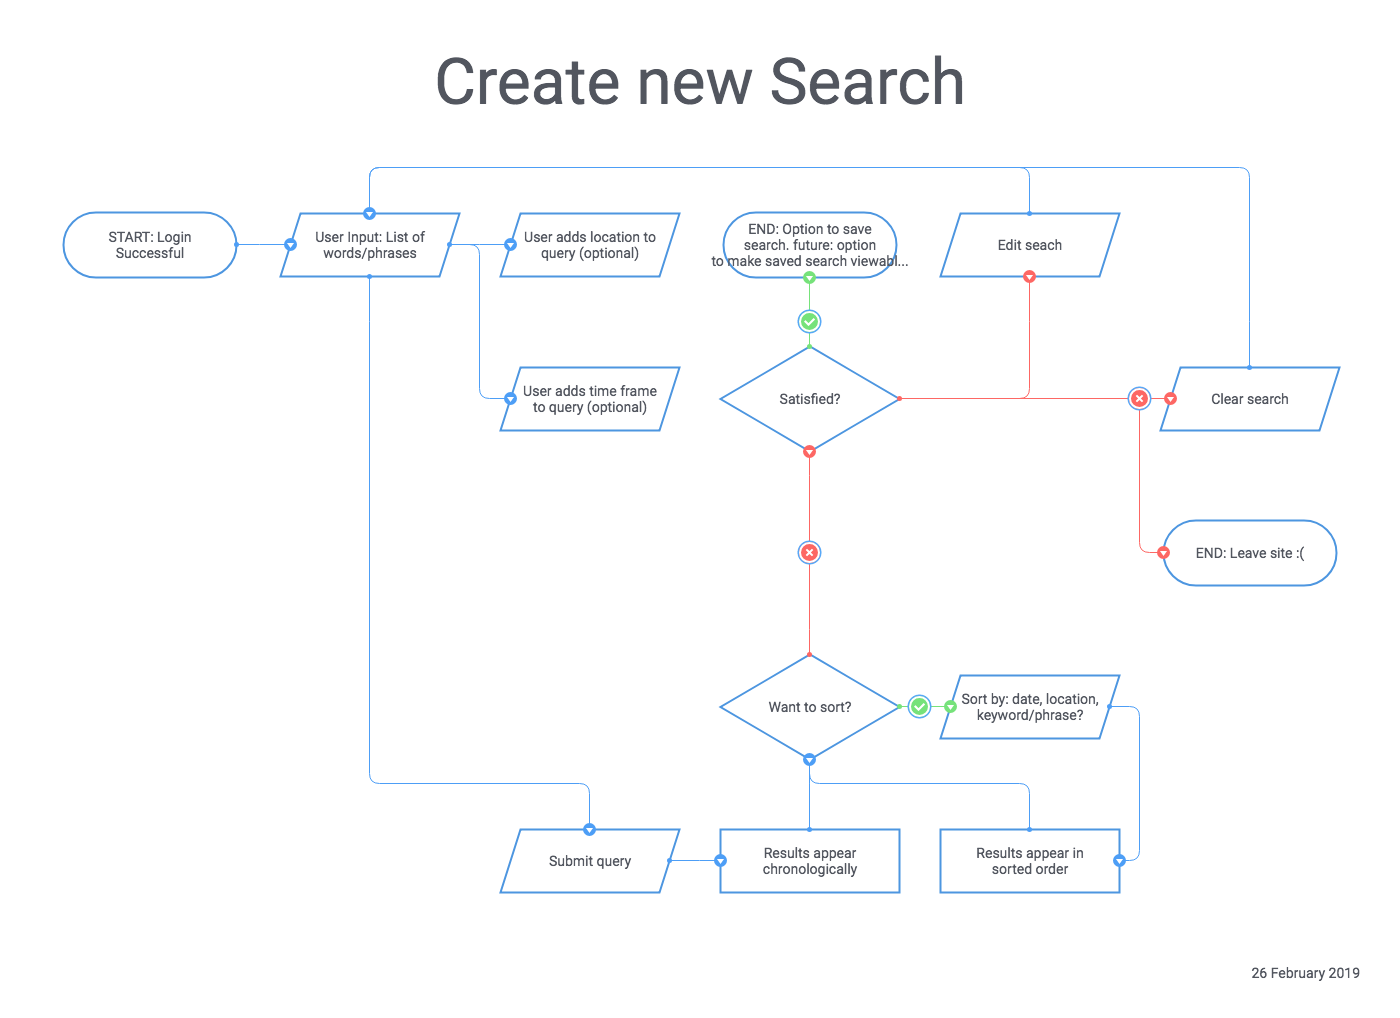 Create new Search
START: Login
Successful
User Input: List of
words/phrases
User adds location to
query (optional)
END: Option to save
search. future: option
to make saved search viewabl...
Edit seach
User adds time frame
to query (optional)
Satisfied?
Clear search
END: Leave site :(
Want to sort?
Sort by: date, location,
keyword/phrase?
Submit query
Results appear
chronologically
Results appear in
sorted order
26 February 2019